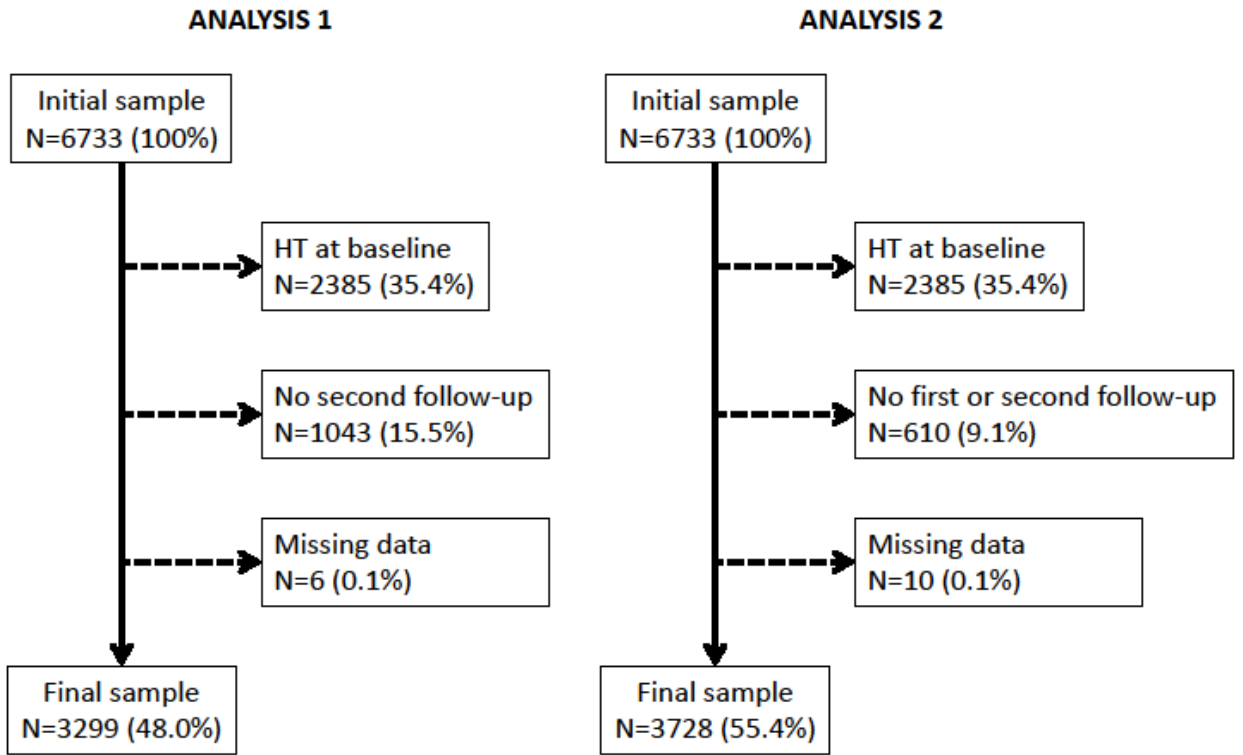 ANALYSIS 1
Initial sample
N=6733 (100%)
HT at baseline
N=2385 (35.4%)
No second follow-up
N=1043 (15.5%)
Missing data
N=6 (0.1%)
Final sample
N=3299 (48.0%)
ANALYSIS 2
Initial sample
N=6733 (100%)
HT at baseline
N=2385 (35.4%)
No first or second follow-up
N=610 (9.1%)
Missing data
N=10 (0.1%)
Final sample
N=3728 (55.4%)